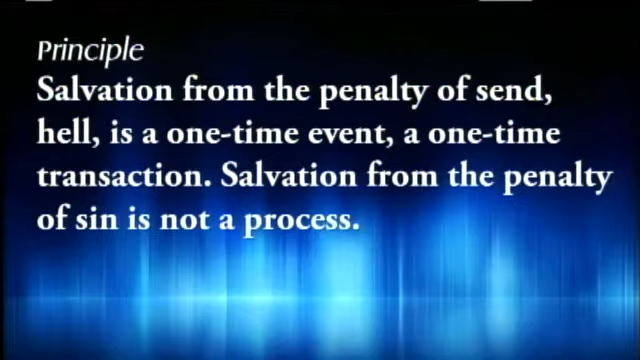 Principle
Salvation from the penalty of send,
hell, is a one-time event, a one-time
transaction. Salvation from the penalty
of sin is not a process.